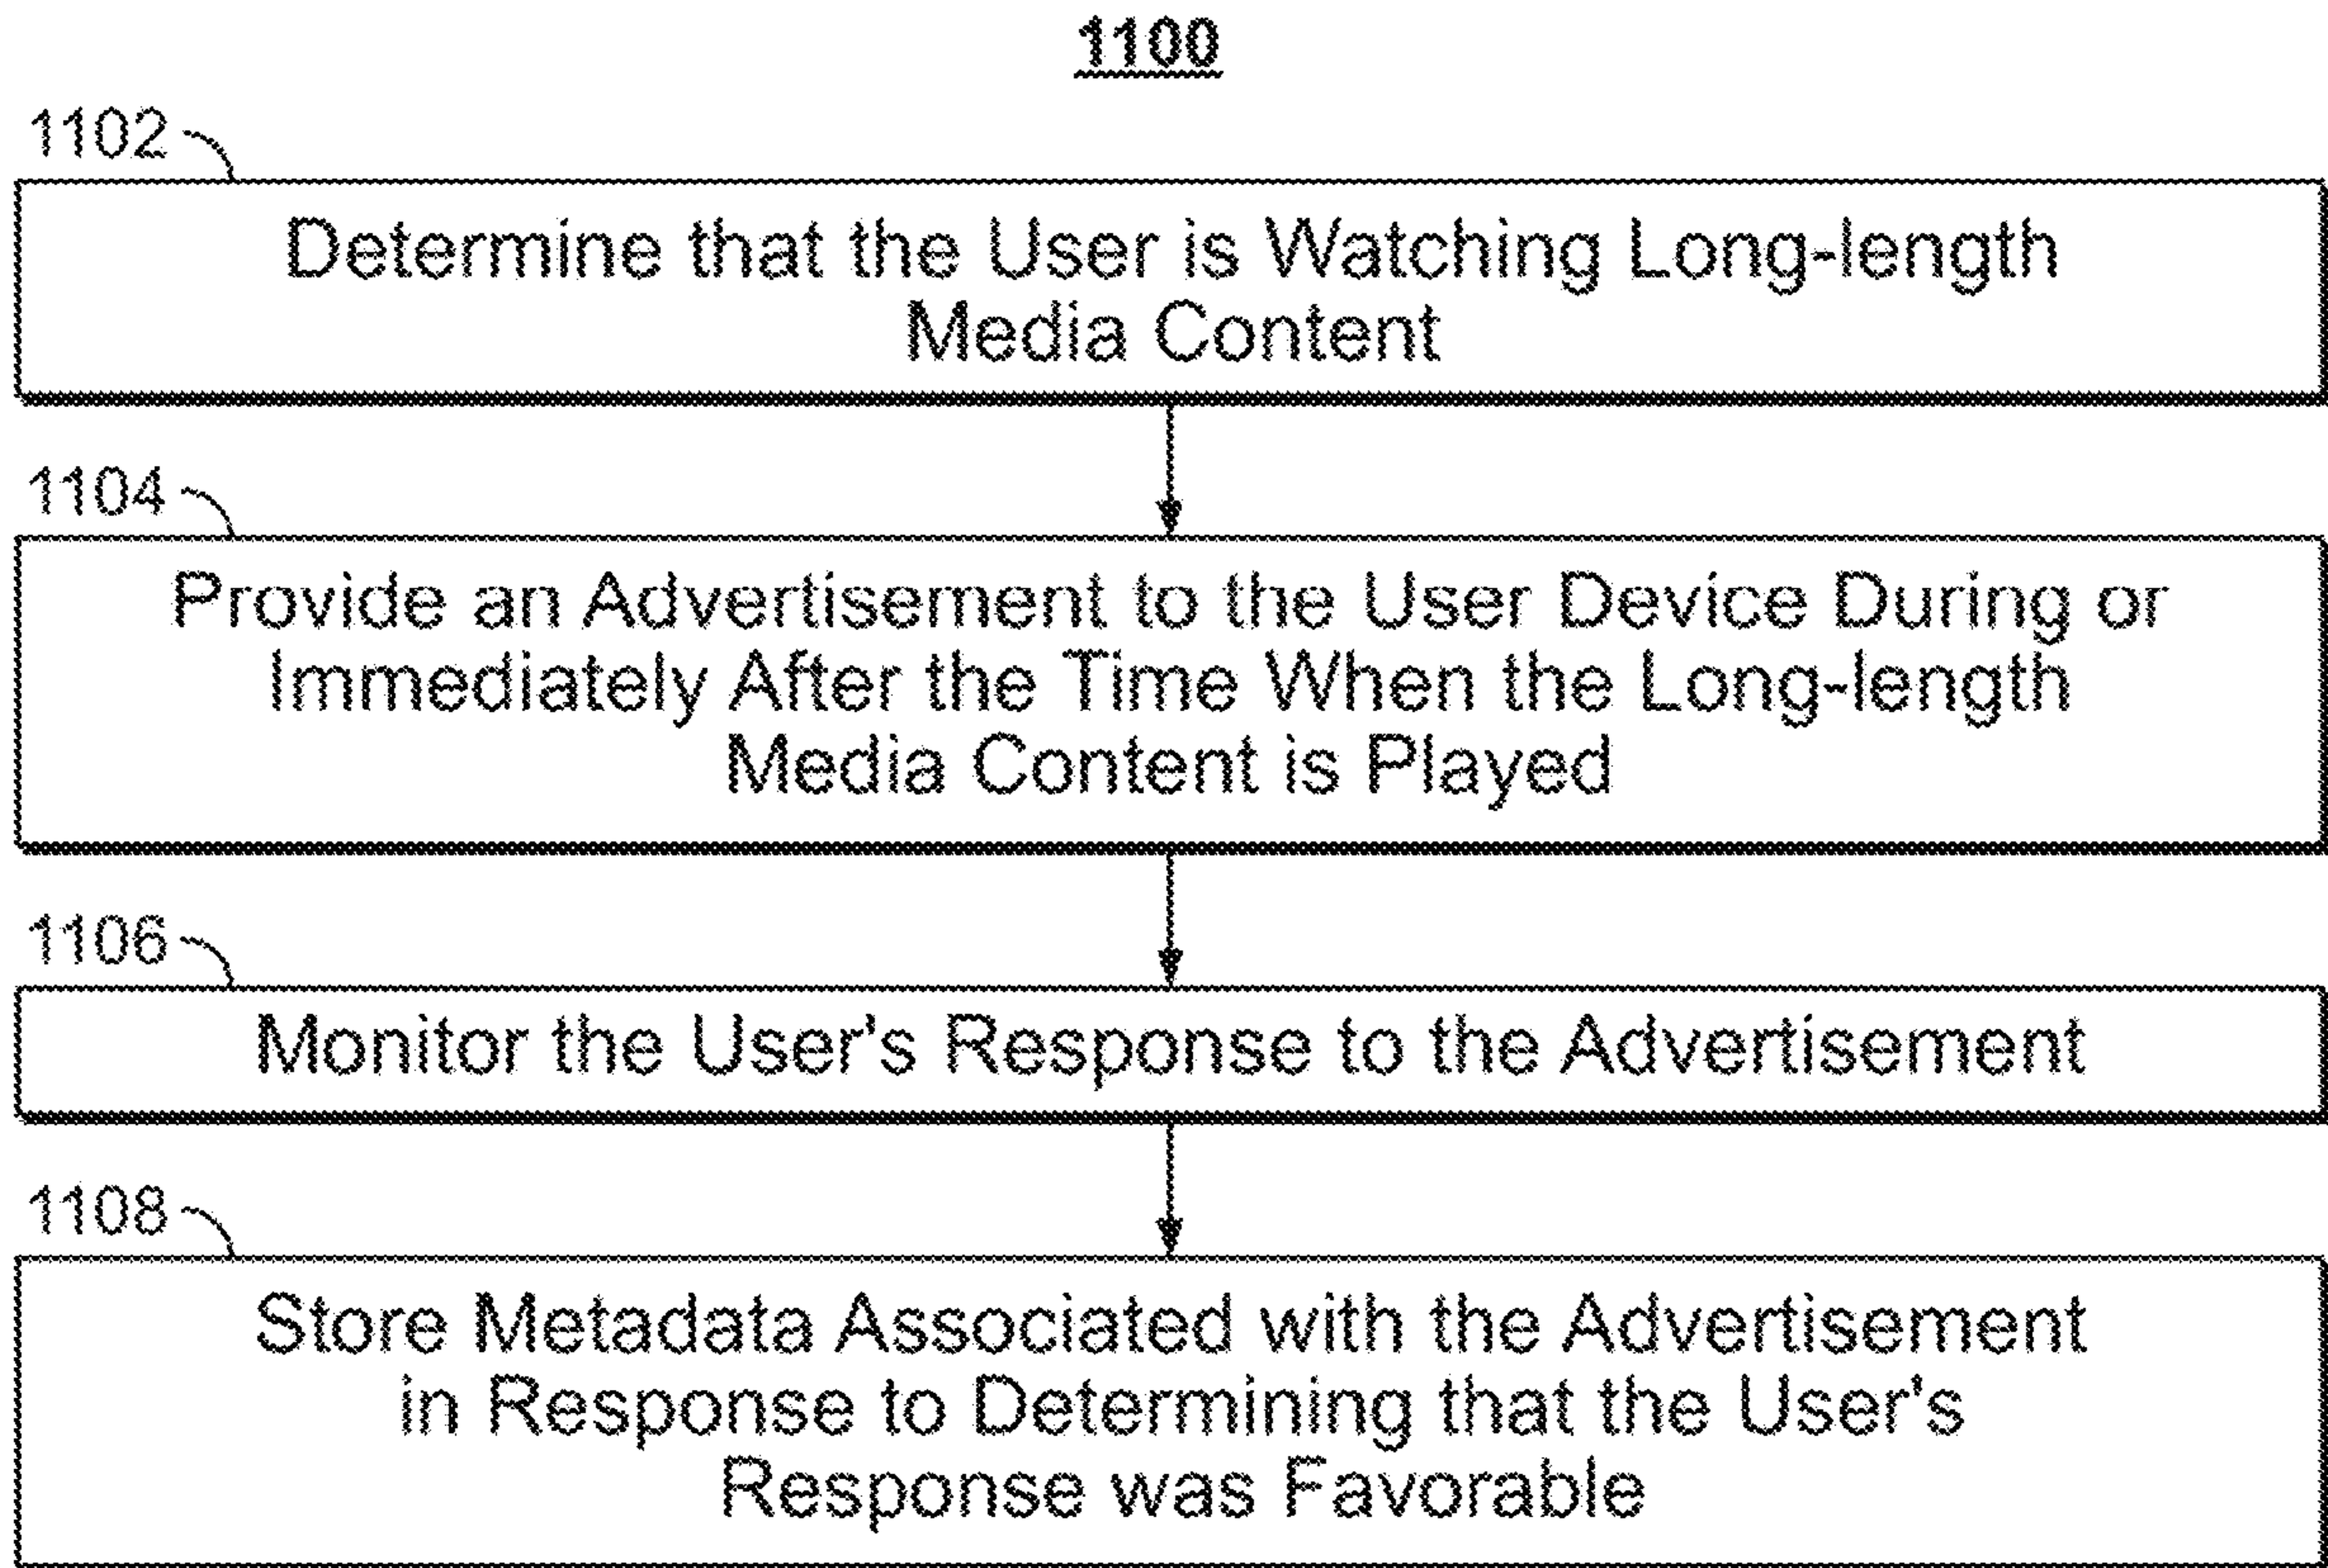 1100
1102
Determine that the User is Watching Long-length
Media Content
1104
Provide an Advertisement to the User Device During or
Immediately After the Time When the Long-length
Media Content is Played
1106
Monitor the User's Response to the Advertisement
1108
Store Metadata Associated with the Advertisement
in Response to Determining that the User's
Response was Favorable